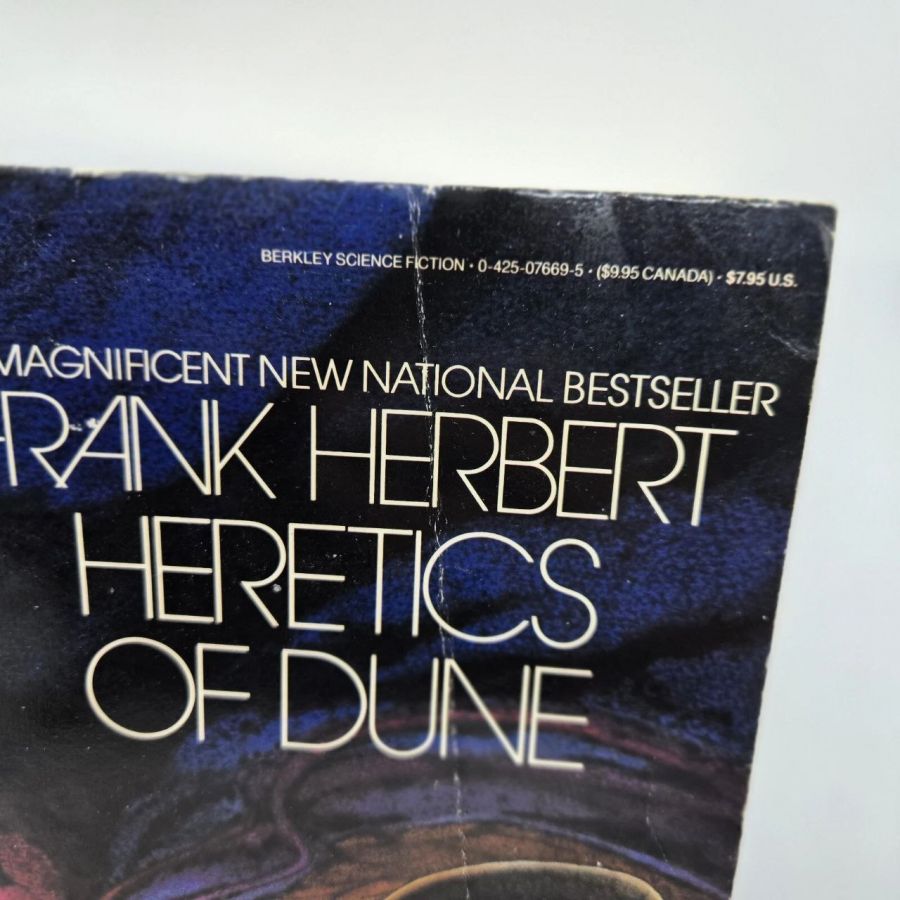 BERKLEY SCIENCE FICTION • 0-425-07669-5 • ($9.95 CANADA) • $7.95 U.S.
MAGNIFICENT NEW NATIONAL BESTSELLER
FRANK HERBERT
HERETICS
OF DUNE